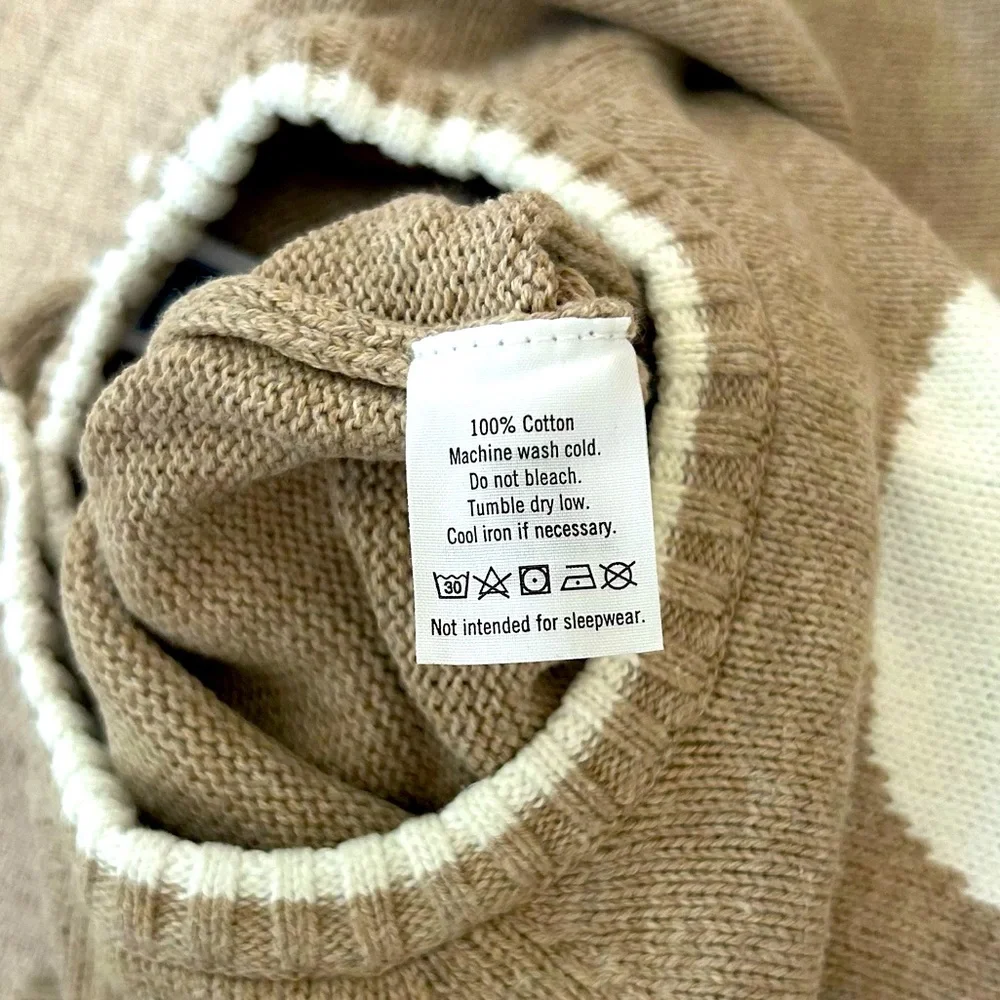 100% Cotton
Machine wash cold.
Do not bleach.
Tumble dry low.
Cool iron if necessary.
30
Not intended for sleepwear.